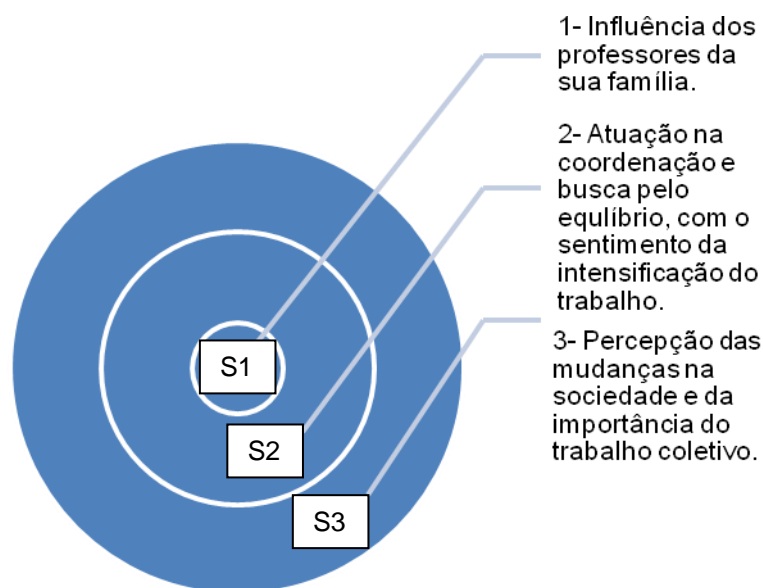 1- Influência dos
professores da
sua família.
2- Atuação na
coordenação e
busca pelo
equlíbrio, com o
sentimento da
intensificação do
trabalho.
3- Percepção das
mudanças na
sociedade e da
importância do
trabalho coletivo.
S1
S2
S3